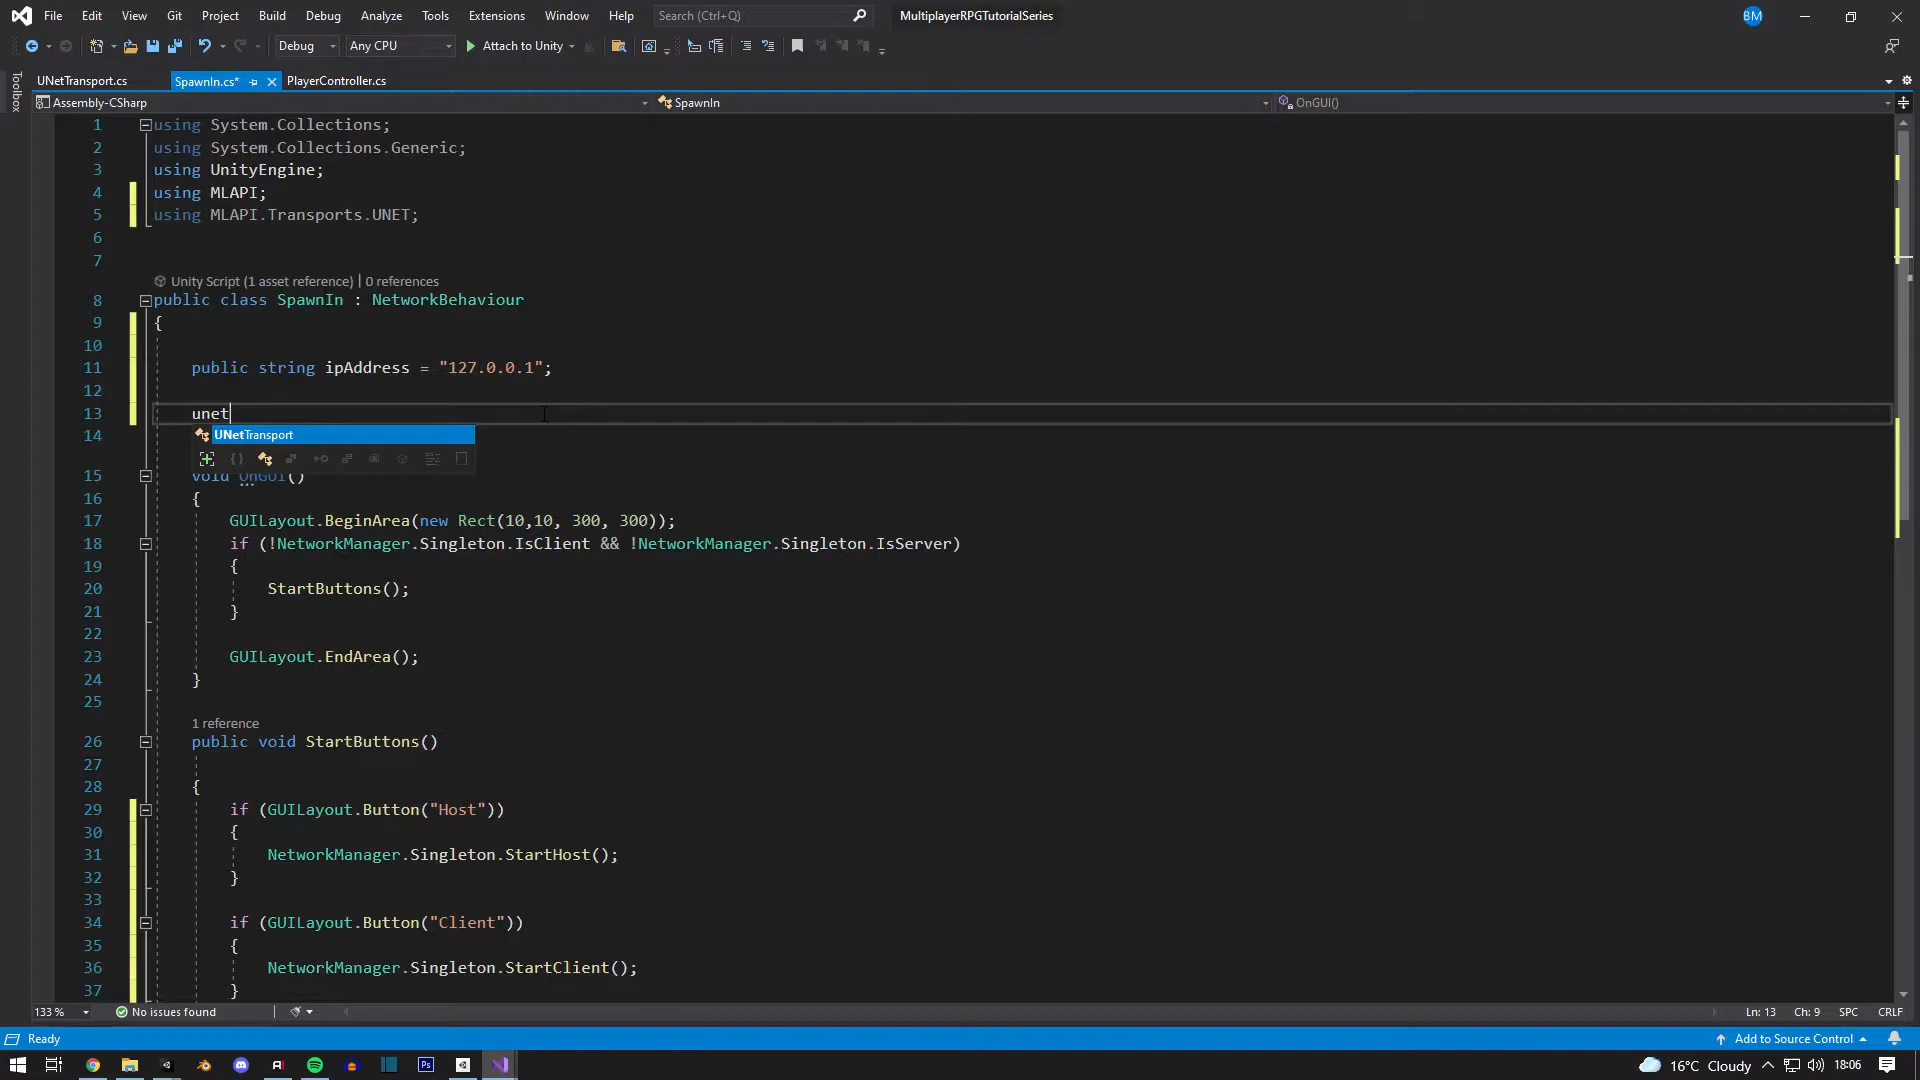 File Edit View Git Project Build Debug Analyze Tools Extensions Window Help Search (Ctrl+Q) MultiplayerRPGTutorialSeries BM
Debug Any CPU Attach to Unity
Toolbox
UNetTransport.cs SpawnIn.cs* PlayerController.cs
Assembly-CSharp SpawnIn OnGUI()
1 using System.Collections;
2 using System.Collections.Generic;
3 using UnityEngine;
4 using MLAPI;
5 using MLAPI.Transports.UNET;
6
7
Unity Script (1 asset reference) | 0 references
8 public class SpawnIn : NetworkBehaviour
9 {
10
11 public string ipAddress = "127.0.0.1";
12
13 unet
14 UNetTransport
15 void OnGUI()
16 {
17 GUILayout.BeginArea(new Rect(10,10, 300, 300));
18 if (!NetworkManager.Singleton.IsClient && !NetworkManager.Singleton.IsServer)
19 {
20 StartButtons();
21 }
22
23 GUILayout.EndArea();
24 }
25
1 reference
26 public void StartButtons()
27
28 {
29 if (GUILayout.Button("Host"))
30 {
31 NetworkManager.Singleton.StartHost();
32 }
33
34 if (GUILayout.Button("Client"))
35 {
36 NetworkManager.Singleton.StartClient();
37 }
133 % No issues found Ln: 13 Ch: 9 SPC CRLF
Ready Add to Source Control
16°C Cloudy 18:06